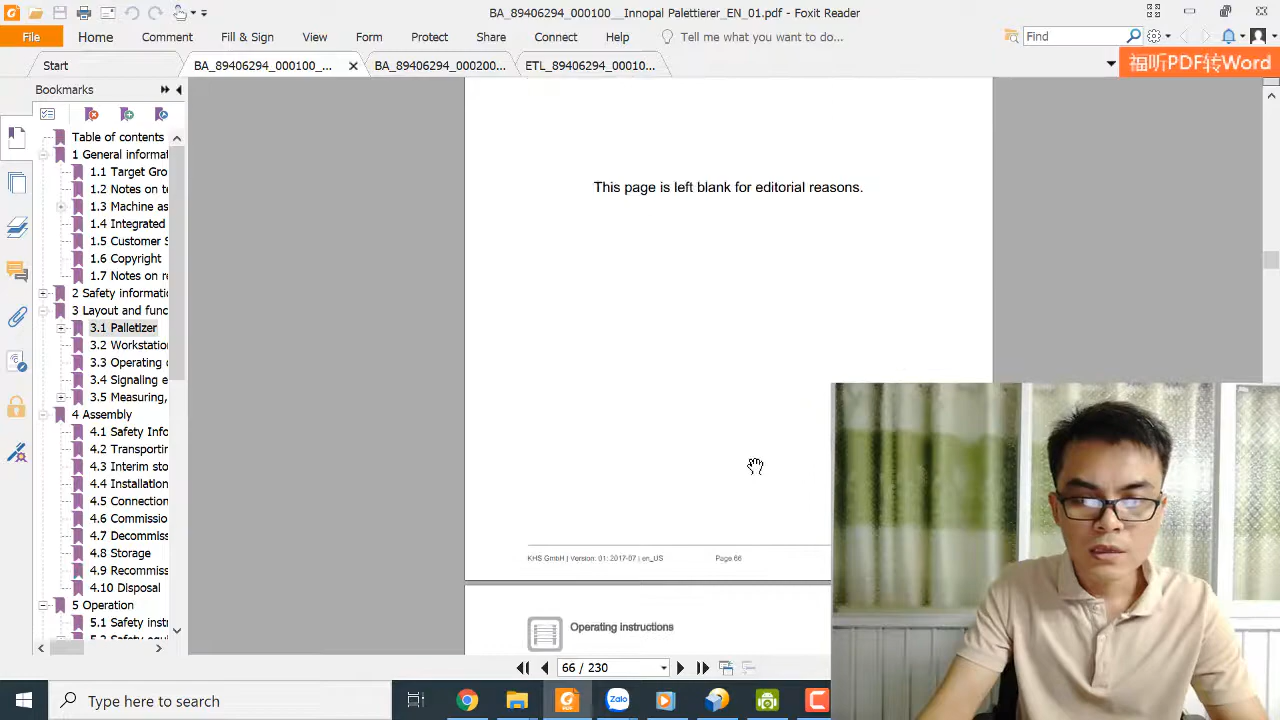 BA_89406294_000100__Innopal Palettierer_EN_01.pdf - Foxit Reader
File Home Comment Fill & Sign View Form Protect Share Connect Help Tell me what you want to do... Find
Start BA_89406294_000100_... BA_89406294_00010... ETL_89406294_00010...
福听PDF转Word
Bookmarks
Table of contents
1 General informat
1.1 Target Gro
1.2 Notes on te
1.3 Machine as
1.4 Integrated
1.5 Customer S
1.6 Copyright
1.7 Notes on re
2 Safety informati
3 Layout and func
3.1 Palletizer
3.2 Workstatio
3.3 Operating
3.4 Signaling e
3.5 Measuring,
4 Assembly
4.1 Safety Info
4.2 Transportin
4.3 Interim sto
4.4 Installation
4.5 Connection
4.6 Commissio
4.7 Decommis
4.8 Storage
4.9 Recommis
4.10 Disposal
5 Operation
5.1 Safety instr
This page is left blank for editorial reasons.
KHS GmbH | Version: 01: 2017-07 | en_US Page 66
Operating instructions
66 / 230
Type here to search
Zalo